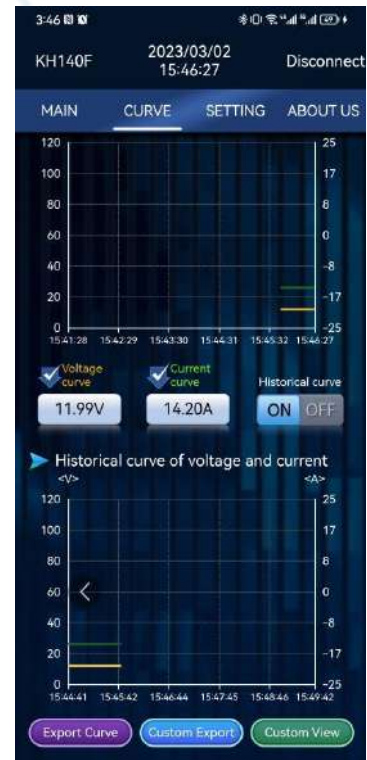 3:46
KH140F
2023/03/02
15:46:27
Disconnect
MAIN CURVE SETTING ABOUT US
120 25
100 17
80 8
60 0
40 -8
20 -17
0 -25
15:41:28 15:42:29 15:43:30 15:44:31 15:45:32 15:46:27
Voltage curve
Current curve
Historical curve
11.99V 14.20A ON OFF
Historical curve of voltage and current
<V> <A>
120 25
100 17
80 8
60 0
40 -8
20 -17
0 -25
15:44:41 15:45:42 15:46:44 15:47:45 15:48:46 15:49:42
Export Curve Custom Export Custom View